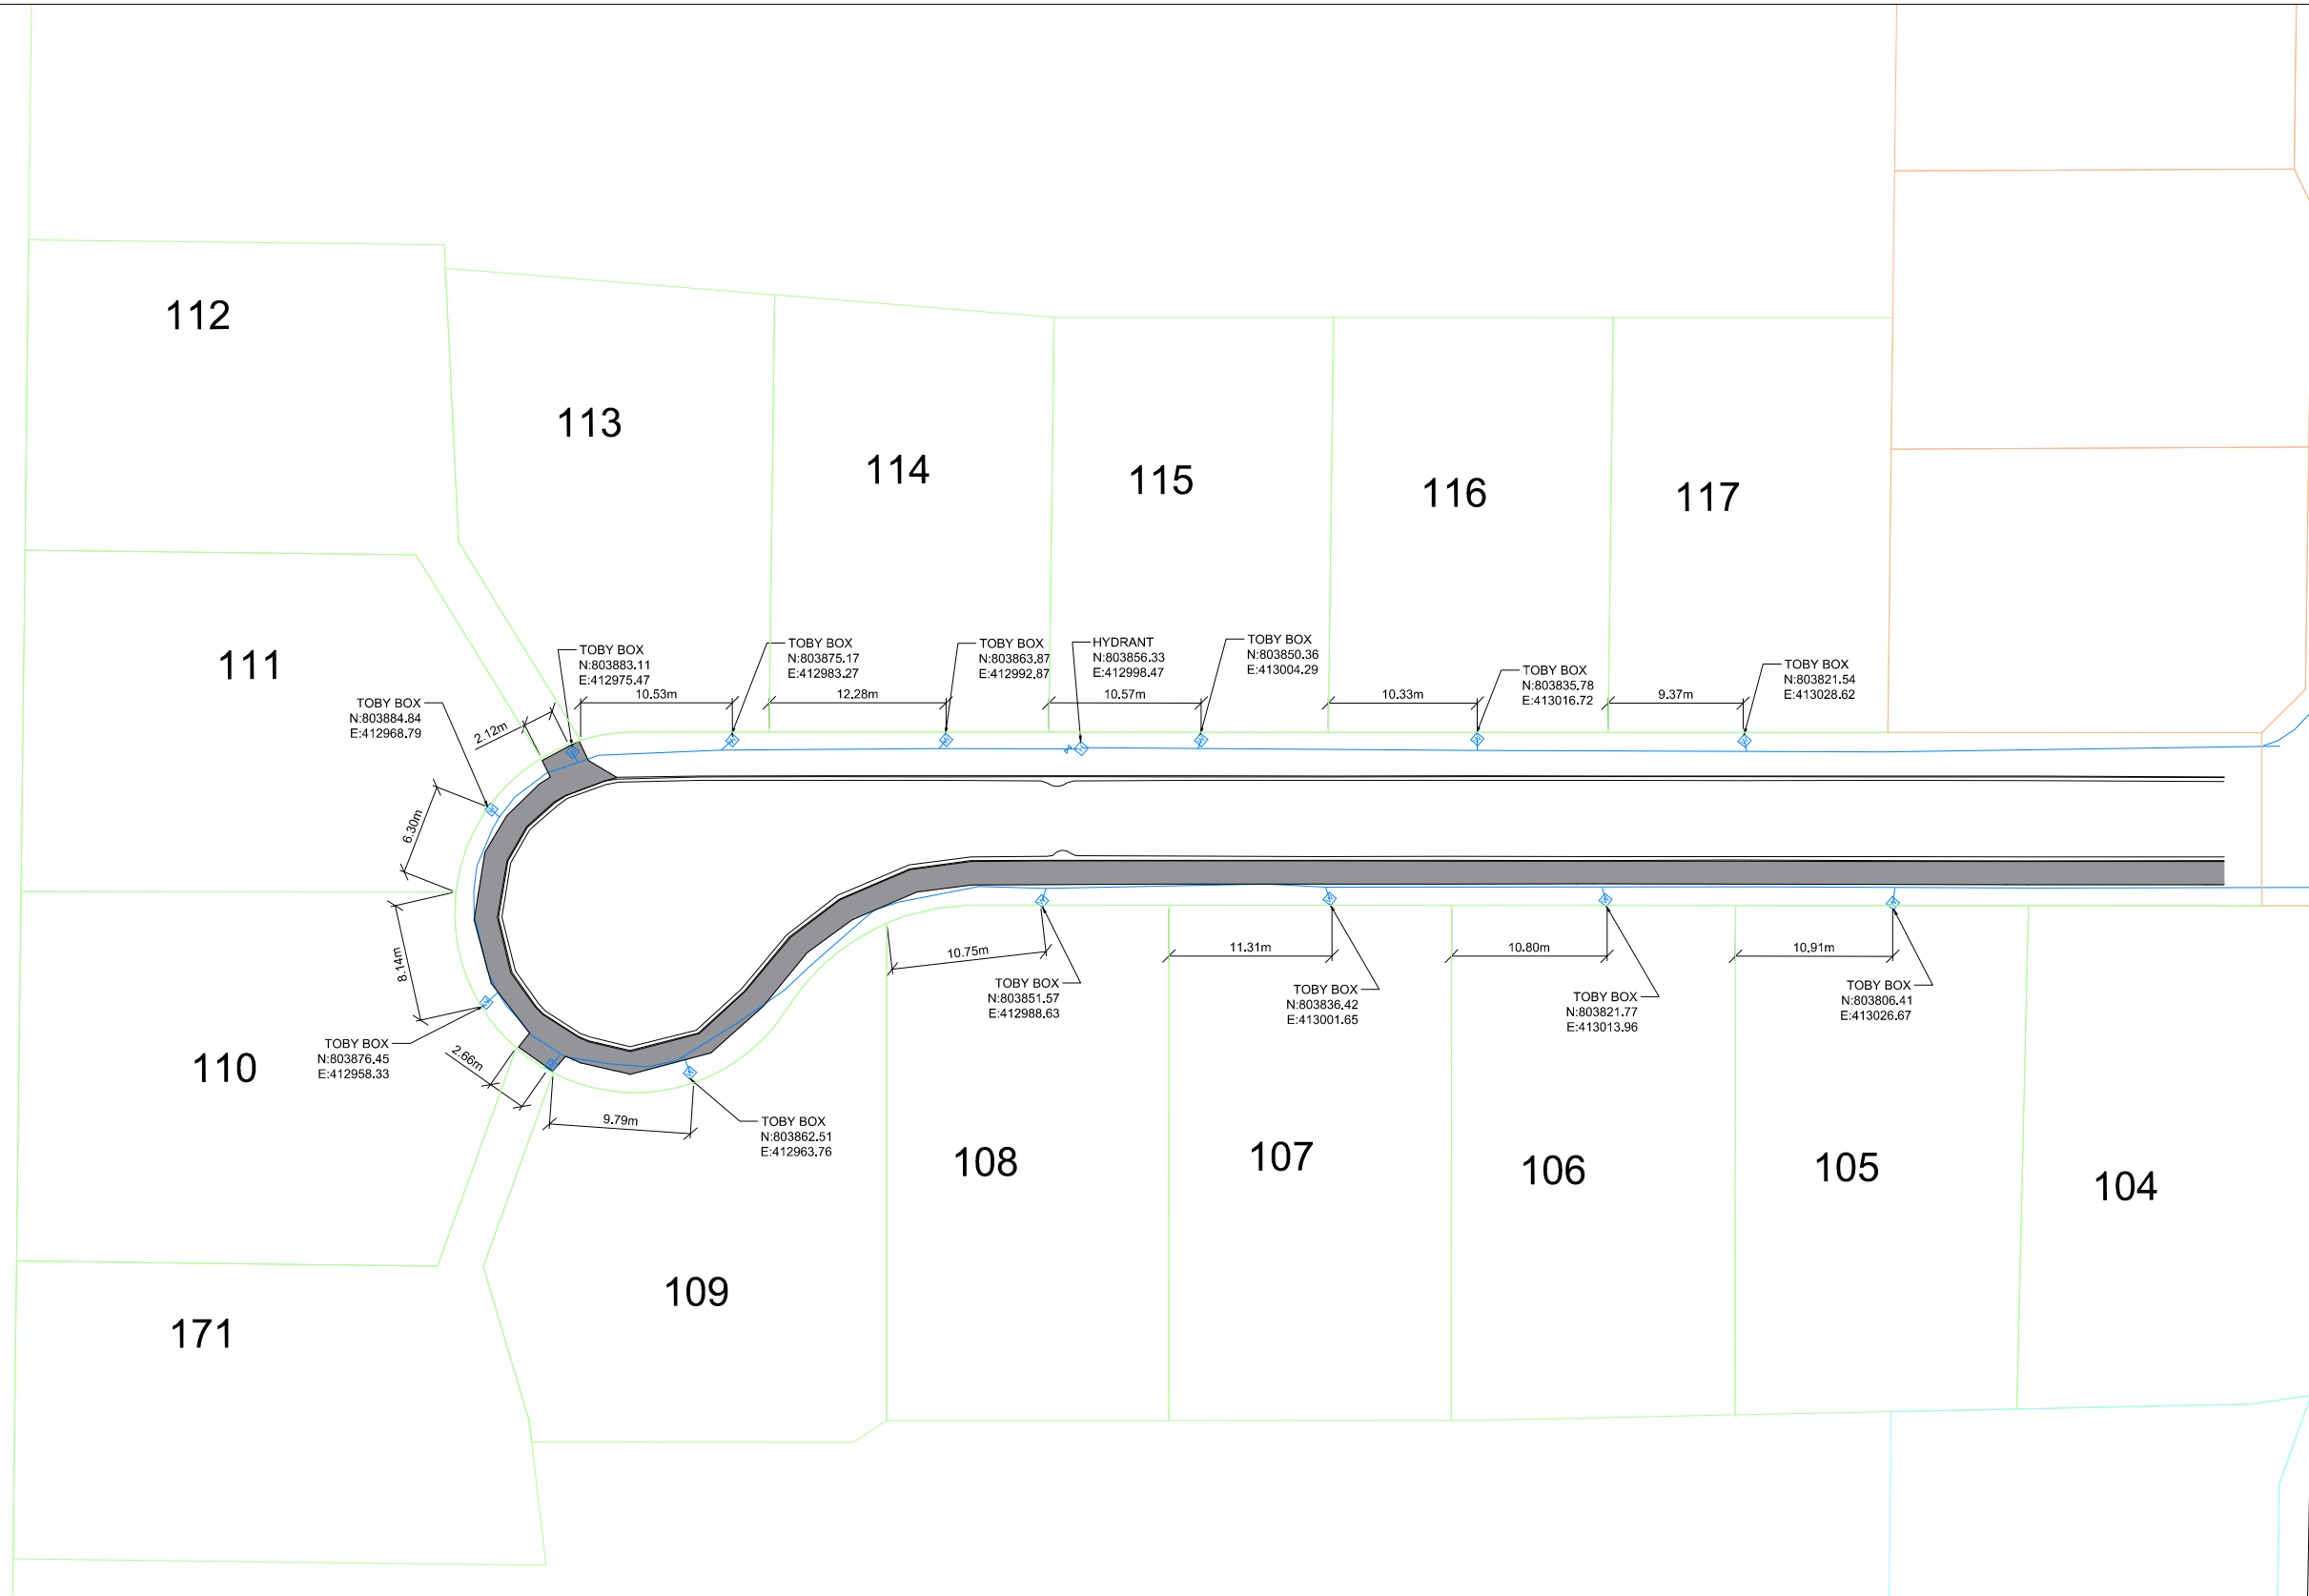 112
113
114
115
116
117
111
TOBY BOX
N:803883.11
E:412975.47
10.53m
TOBY BOX
N:803875.17
E:412983.27
12.28m
TOBY BOX
N:803863.87
E:412992.87
HYDRANT
N:803856.33
E:412998.47
10.57m
TOBY BOX
N:803850.36
E:413004.29
10.33m
TOBY BOX
N:803835.78
E:413016.72
9.37m
TOBY BOX
N:803821.54
E:413028.62
TOBY BOX
N:803884.84
E:412968.79
2.12m
6.30m
8.14m
TOBY BOX
N:803876.45
E:412958.33
2.66m
9.79m
TOBY BOX
N:803862.51
E:412963.76
10.75m
TOBY BOX
N:803851.57
E:412988.63
11.31m
TOBY BOX
N:803836.42
E:413001.65
10.80m
TOBY BOX
N:803821.77
E:413013.96
10.91m
TOBY BOX
N:803806.41
E:413026.67
110
108
107
106
105
104
109
171